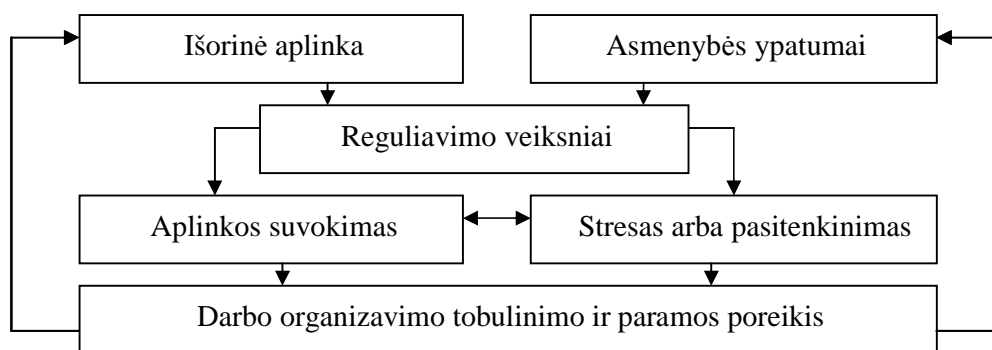 Išorinė aplinka
Asmenybės ypatumai
Reguliavimo veiksniai
Aplinkos suvokimas
Stresas arba pasitenkinimas
Darbo organizavimo tobulinimo ir paramos poreikis